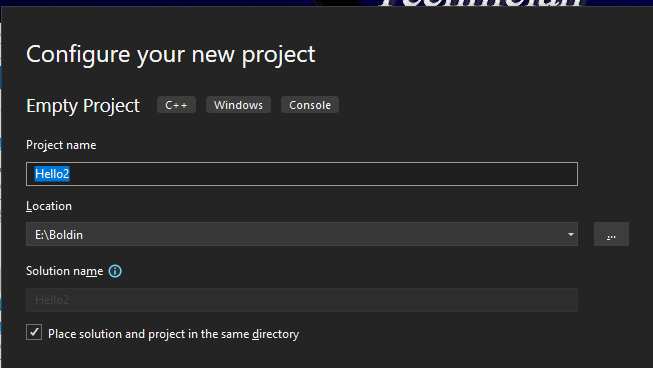 Technician
Configure your new project
Empty Project C++ Windows Console
Project name
Hello2
Location
E:\Boldin
...
Solution name
Hello2
Place solution and project in the same directory